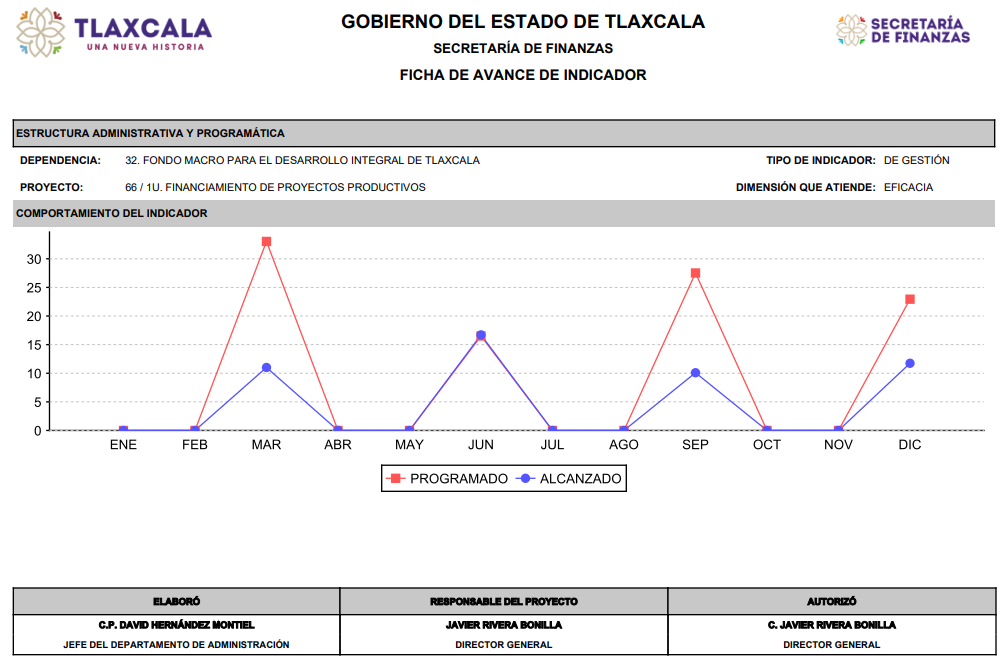 TLAXCALA
UNA NUEVA HISTORIA
GOBIERNO DEL ESTADO DE TLAXCALA
SECRETARÍA DE FINANZAS
FICHA DE AVANCE DE INDICADOR
SECRETARÍA
DE FINANZAS
ESTRUCTURA ADMINISTRATIVA Y PROGRAMÁTICA
DEPENDENCIA: 32. FONDO MACRO PARA EL DESARROLLO INTEGRAL DE TLAXCALA TIPO DE INDICADOR: DE GESTIÓN
PROYECTO: 66 / 1U. FINANCIAMIENTO DE PROYECTOS PRODUCTIVOS DIMENSIÓN QUE ATIENDE: EFICACIA
COMPORTAMIENTO DEL INDICADOR
30
25
20
15
10
5
0
ENE FEB MAR ABR MAY JUN JUL AGO SEP OCT NOV DIC
PROGRAMADO ALCANZADO
ELABORÓ RESPONSABLE DEL PROYECTO AUTORIZÓ
C.P. DAVID HERNÁNDEZ MONTIEL JAVIER RIVERA BONILLA C. JAVIER RIVERA BONILLA
JEFE DEL DEPARTAMENTO DE ADMINISTRACIÓN DIRECTOR GENERAL DIRECTOR GENERAL